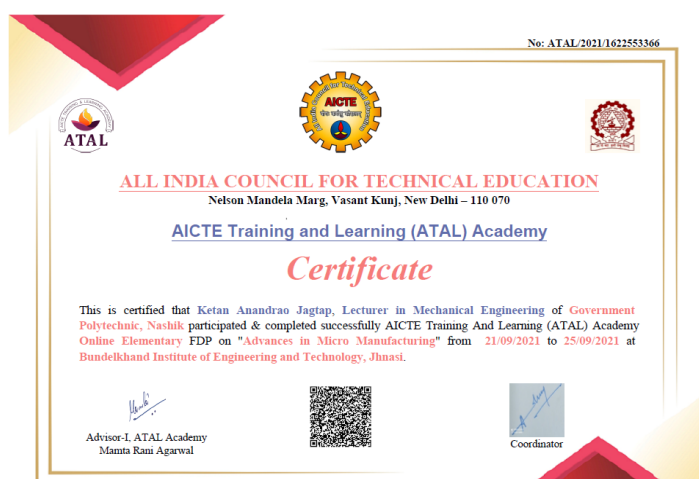 No: ATAL/2021/1622553366
AICTE
ATAL
ALL INDIA COUNCIL FOR TECHNICAL EDUCATION
Nelson Mandela Marg, Vasant Kunj, New Delhi – 110 070
AICTE Training and Learning (ATAL) Academy
Certificate
This is certified that Ketan Anandrao Jagtap, Lecturer in Mechanical Engineering of Government
Polytechnic, Nashik participated & completed successfully AICTE Training And Learning (ATAL) Academy
Online Elementary FDP on "Advances in Micro Manufacturing" from 21/09/2021 to 25/09/2021 at
Bundelkhand Institute of Engineering and Technology, Jhnasi.
Advisor-I, ATAL Academy
Mamta Rani Agarwal
Coordinator